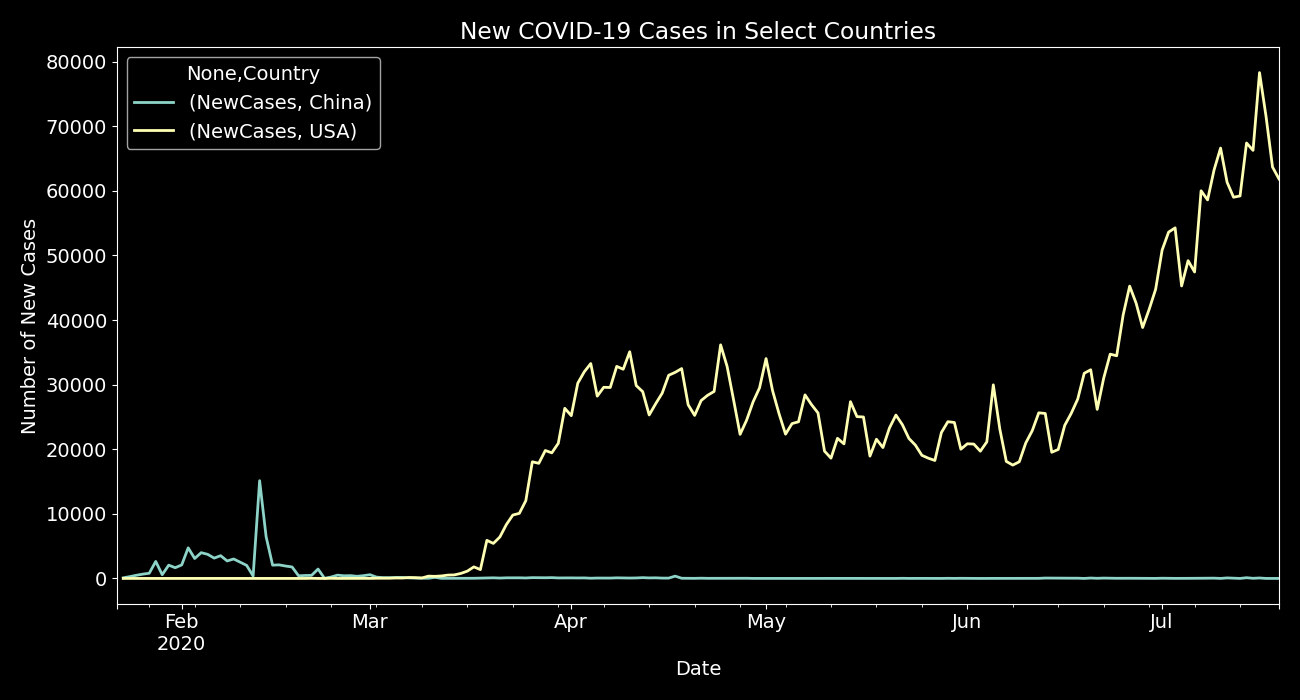 New COVID-19 Cases in Select Countries
None,Country
(NewCases, China)
(NewCases, USA)
Number of New Cases
80000
70000
60000
50000
40000
30000
20000
10000
0
Feb
2020
Mar
Apr
May
Jun
Jul
Date